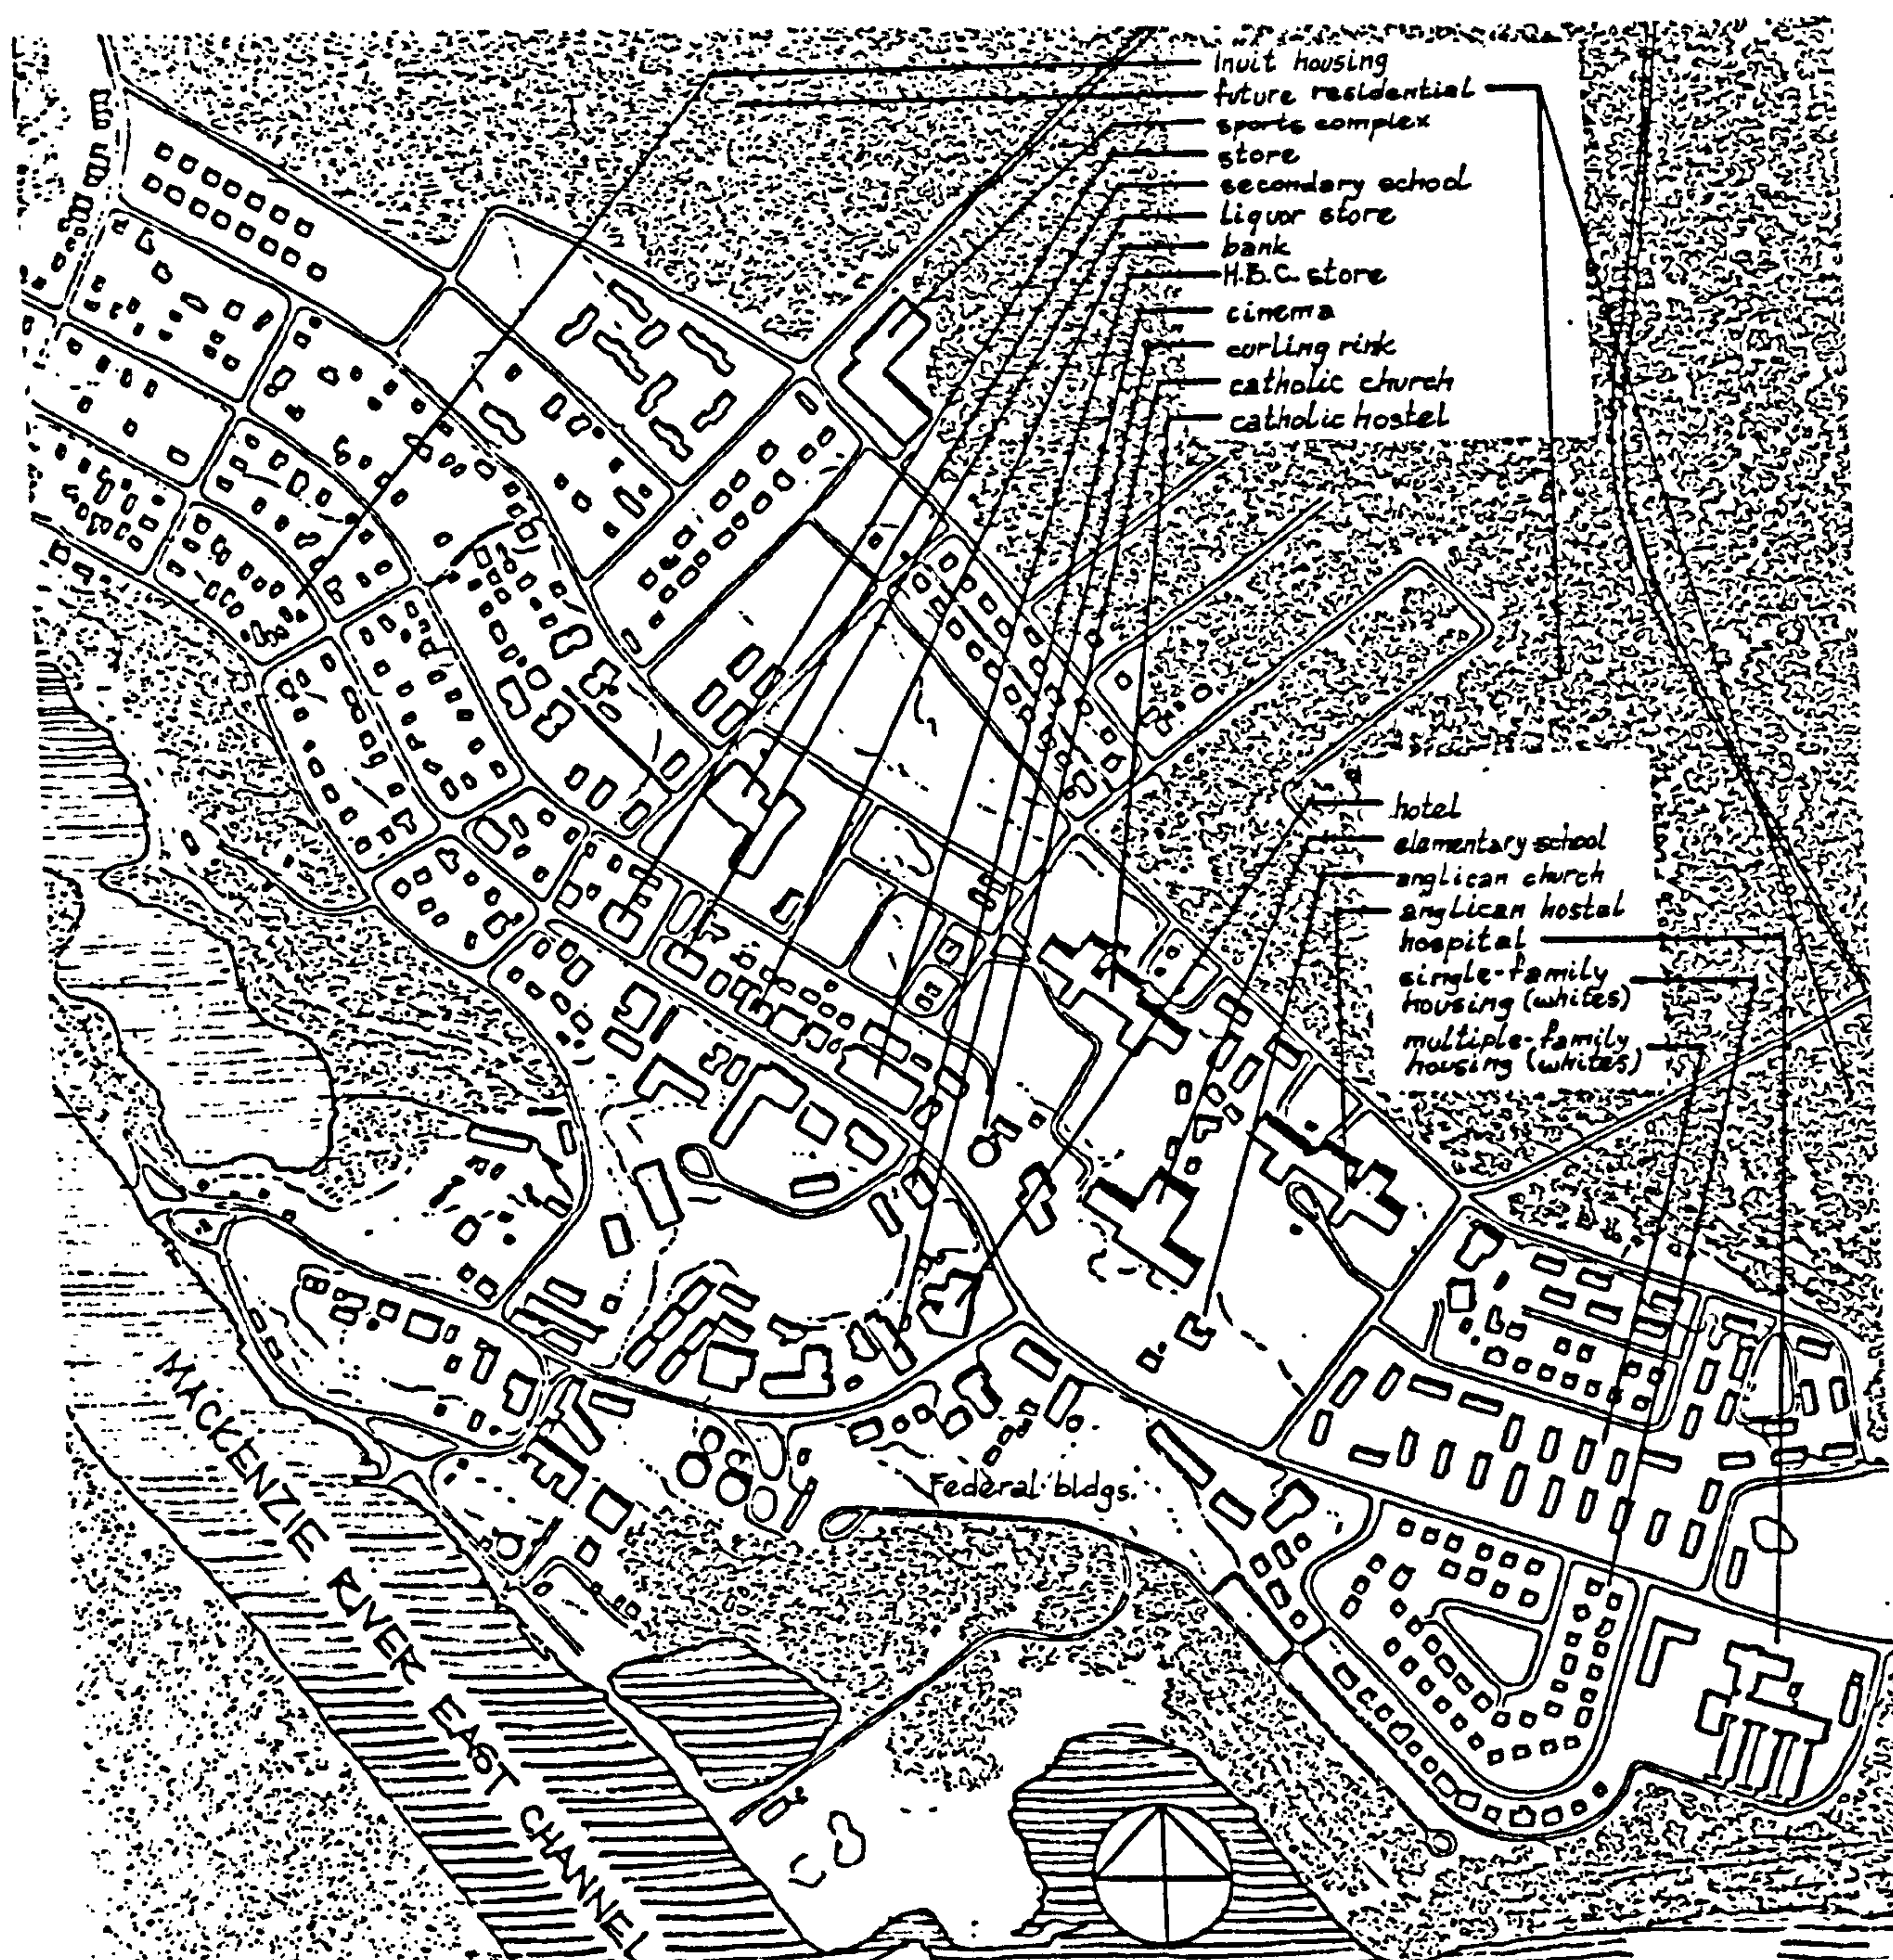 Inuit housing
future residential
sports complex
store
secondary school
liquor store
bank
H.B.C. store
cinema
curling rink
catholic church
catholic hostel
hotel
elementary school
anglican church
anglican hostel
hospital
single-family
housing (whites)
multiple-family
housing (whites)
Federal bldgs.
MACKENZIE RIVER EAST CHANNEL